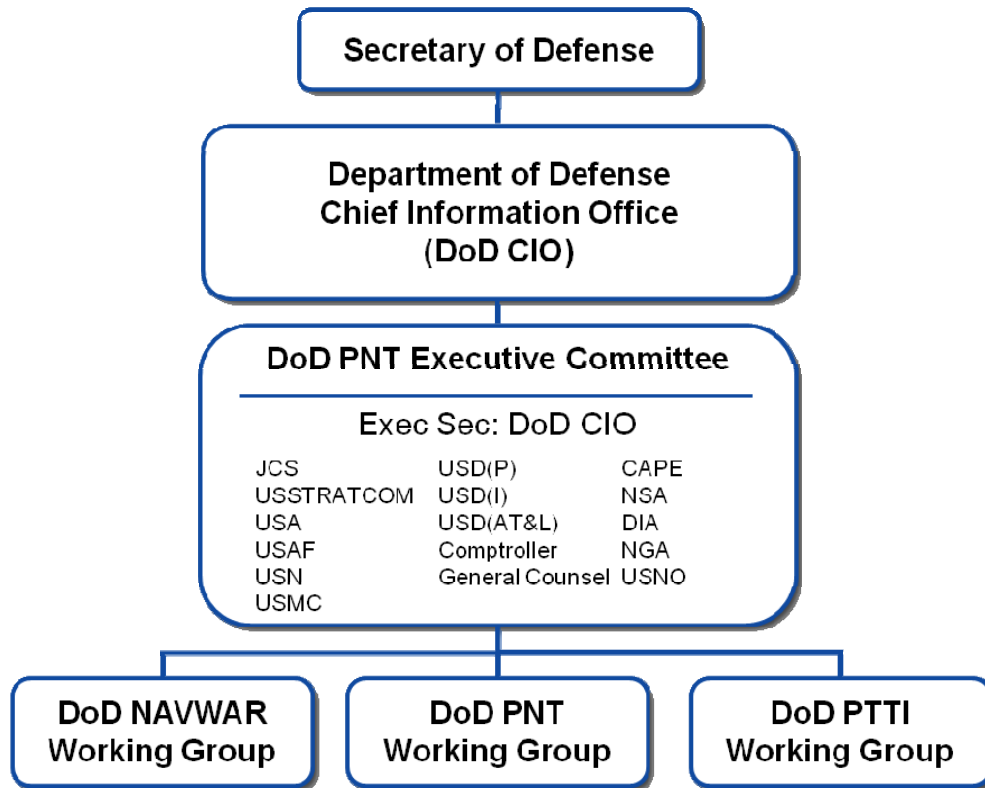 Secretary of Defense
Department of Defense
Chief Information Office
(DoD CIO)
DoD PNT Executive Committee
Exec Sec: DoD CIO
JCS USD(P) CAPE
USSTRATCOM USD(I) NSA
USA USD(AT&L) DIA
USAF Comptroller NGA
USN General Counsel USNO
USMC
DoD NAVWAR
Working Group
DoD PNT
Working Group
DoD PTTI
Working Group